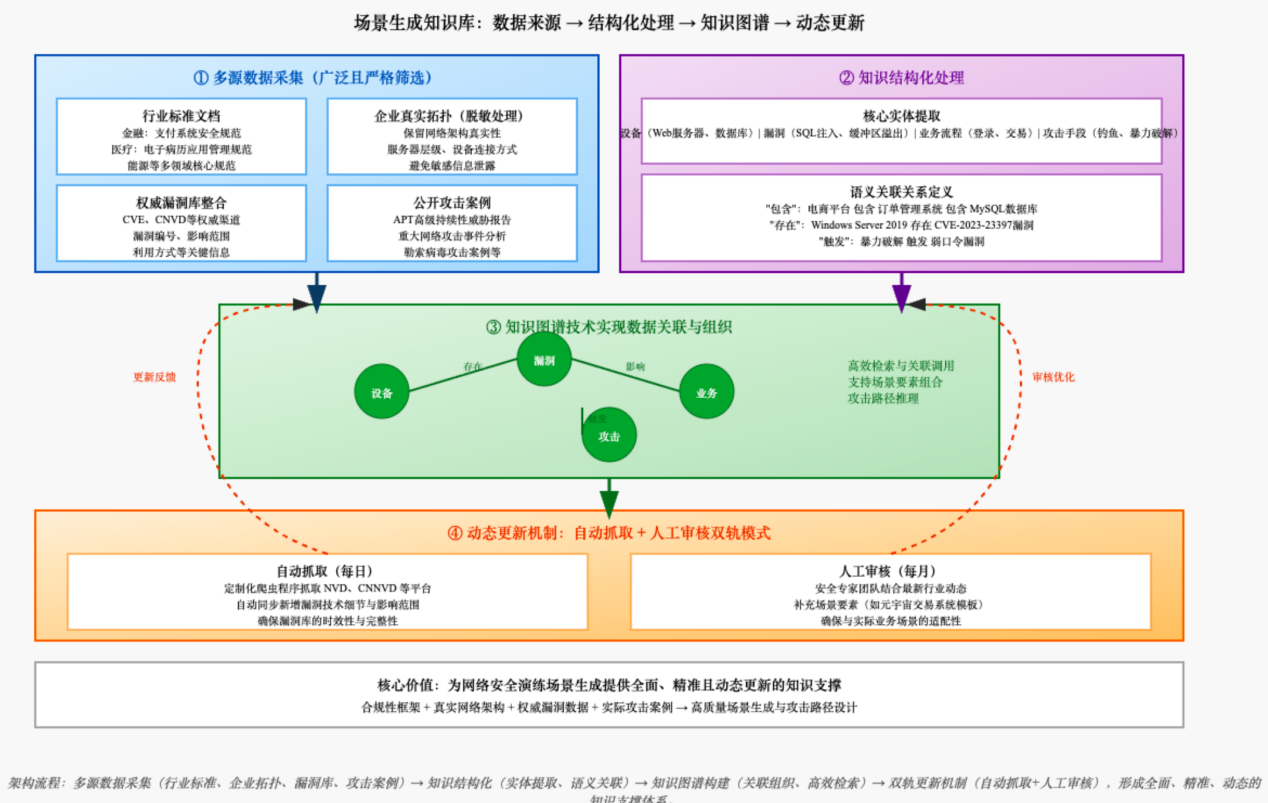 场景生成知识库：数据来源 → 结构化处理 → 知识图谱 → 动态更新
① 多源数据采集（广泛且严格筛选）
行业标准文档
金融：支付系统安全规范
医疗：电子病历应用管理规范
能源等多领域核心规范
企业真实拓扑（脱敏处理）
保留网络架构真实性
服务器层级、设备连接方式
避免敏感信息泄露
权威漏洞库整合
CVE、CNVD等权威渠道
漏洞编号、影响范围
利用方式等关键信息
公开攻击案例
APT高级持续性威胁报告
重大网络攻击事件分析
勒索病毒攻击案例等
② 知识结构化处理
核心实体提取
设备（Web服务器、数据库）| 漏洞（SQL注入、缓冲区溢出）| 业务流程（登录、交易）| 攻击手段（钓鱼、暴力破解）
语义关联关系定义
"包含"：电商平台 包含 订单管理系统 包含 MySQL数据库
"存在"：Windows Server 2019 存在 CVE-2023-23397漏洞
"触发"：暴力破解 触发 弱口令漏洞
③ 知识图谱技术实现数据关联与组织
设备
存在
漏洞
影响
业务
触发
攻击
高效检索与关联调用
支持场景要素组合
攻击路径推理
更新反馈
审核优化
④ 动态更新机制：自动抓取 + 人工审核双轨模式
自动抓取（每日）
定制化爬虫程序抓取 NVD、CNNVD 等平台
自动同步新增漏洞技术细节与影响范围
确保漏洞库的时效性与完整性
人工审核（每月）
安全专家团队结合最新行业动态
补充场景要素（如元宇宙交易系统模板）
确保与实际业务场景的适配性
核心价值：为网络安全演练场景生成提供全面、精准且动态更新的知识支撑
合规性框架 + 真实网络架构 + 权威漏洞数据 + 实际攻击案例 → 高质量场景生成与攻击路径设计
架构流程：多源数据采集（行业标准、企业拓扑、漏洞库、攻击案例）→ 知识结构化（实体提取、语义关联）→ 知识图谱构建（关联组织、高效检索）→ 双轨更新机制（自动抓取+人工审核），形成全面、精准、动态的
知识支撑体系。